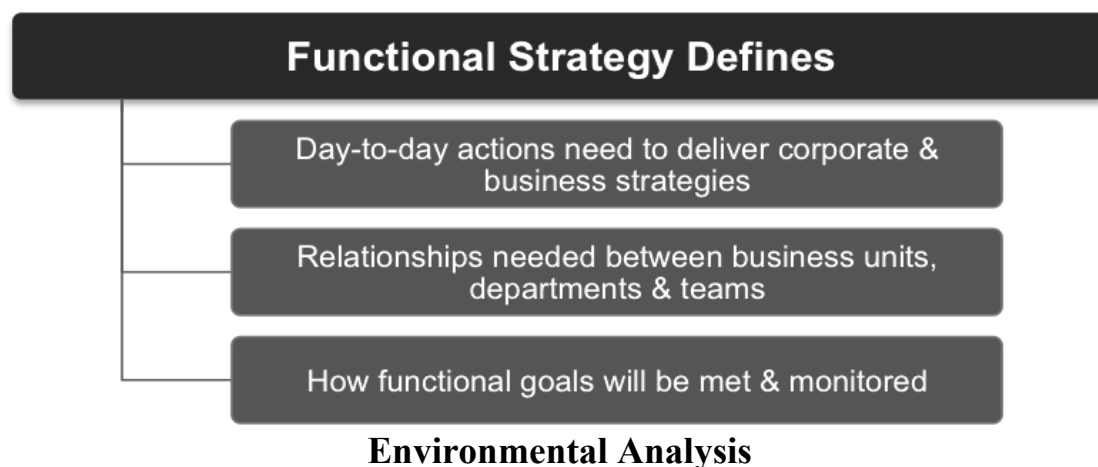 Functional Strategy Defines
Day-to-day actions need to deliver corporate &
business strategies
Relationships needed between business units,
departments & teams
How functional goals will be met & monitored
Environmental Analysis